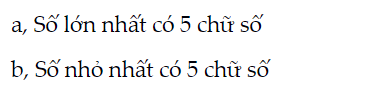 a, Số lớn nhất có 5 chữ số
b, Số nhỏ nhất có 5 chữ số